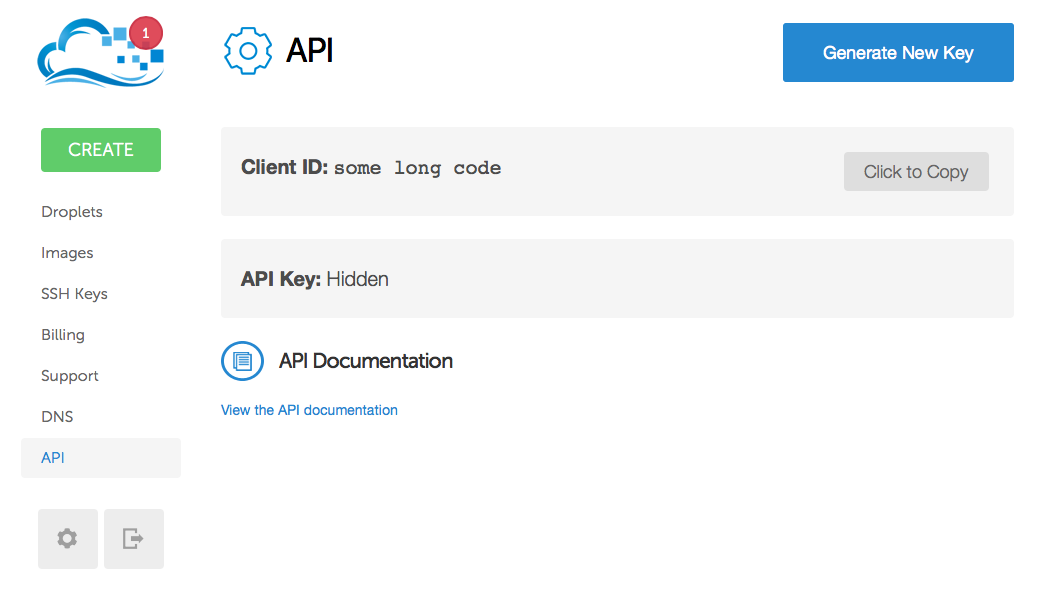 1
API
Generate New Key
CREATE
Droplets
Images
SSH Keys
Billing
Support
DNS
API
Client ID: some long code
Click to Copy
API Key: Hidden
API Documentation
View the API documentation